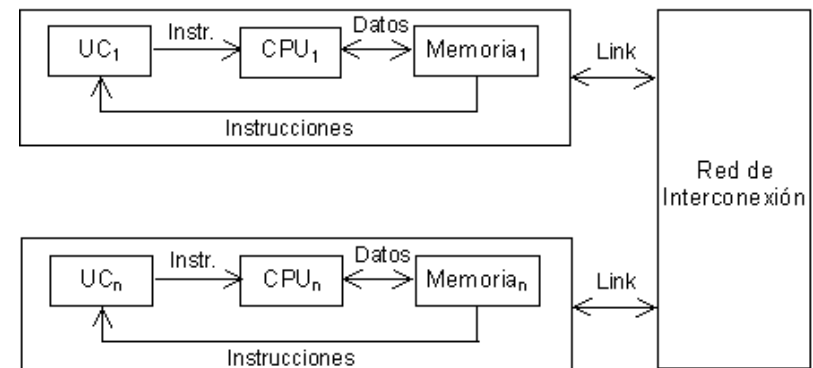 Instr.
Datos
UC1
CPU1
Memoria1
Link
Instrucciones
Red de
Interconexión
Instr.
Datos
UCn
CPUn
Memorian
Link
Instrucciones